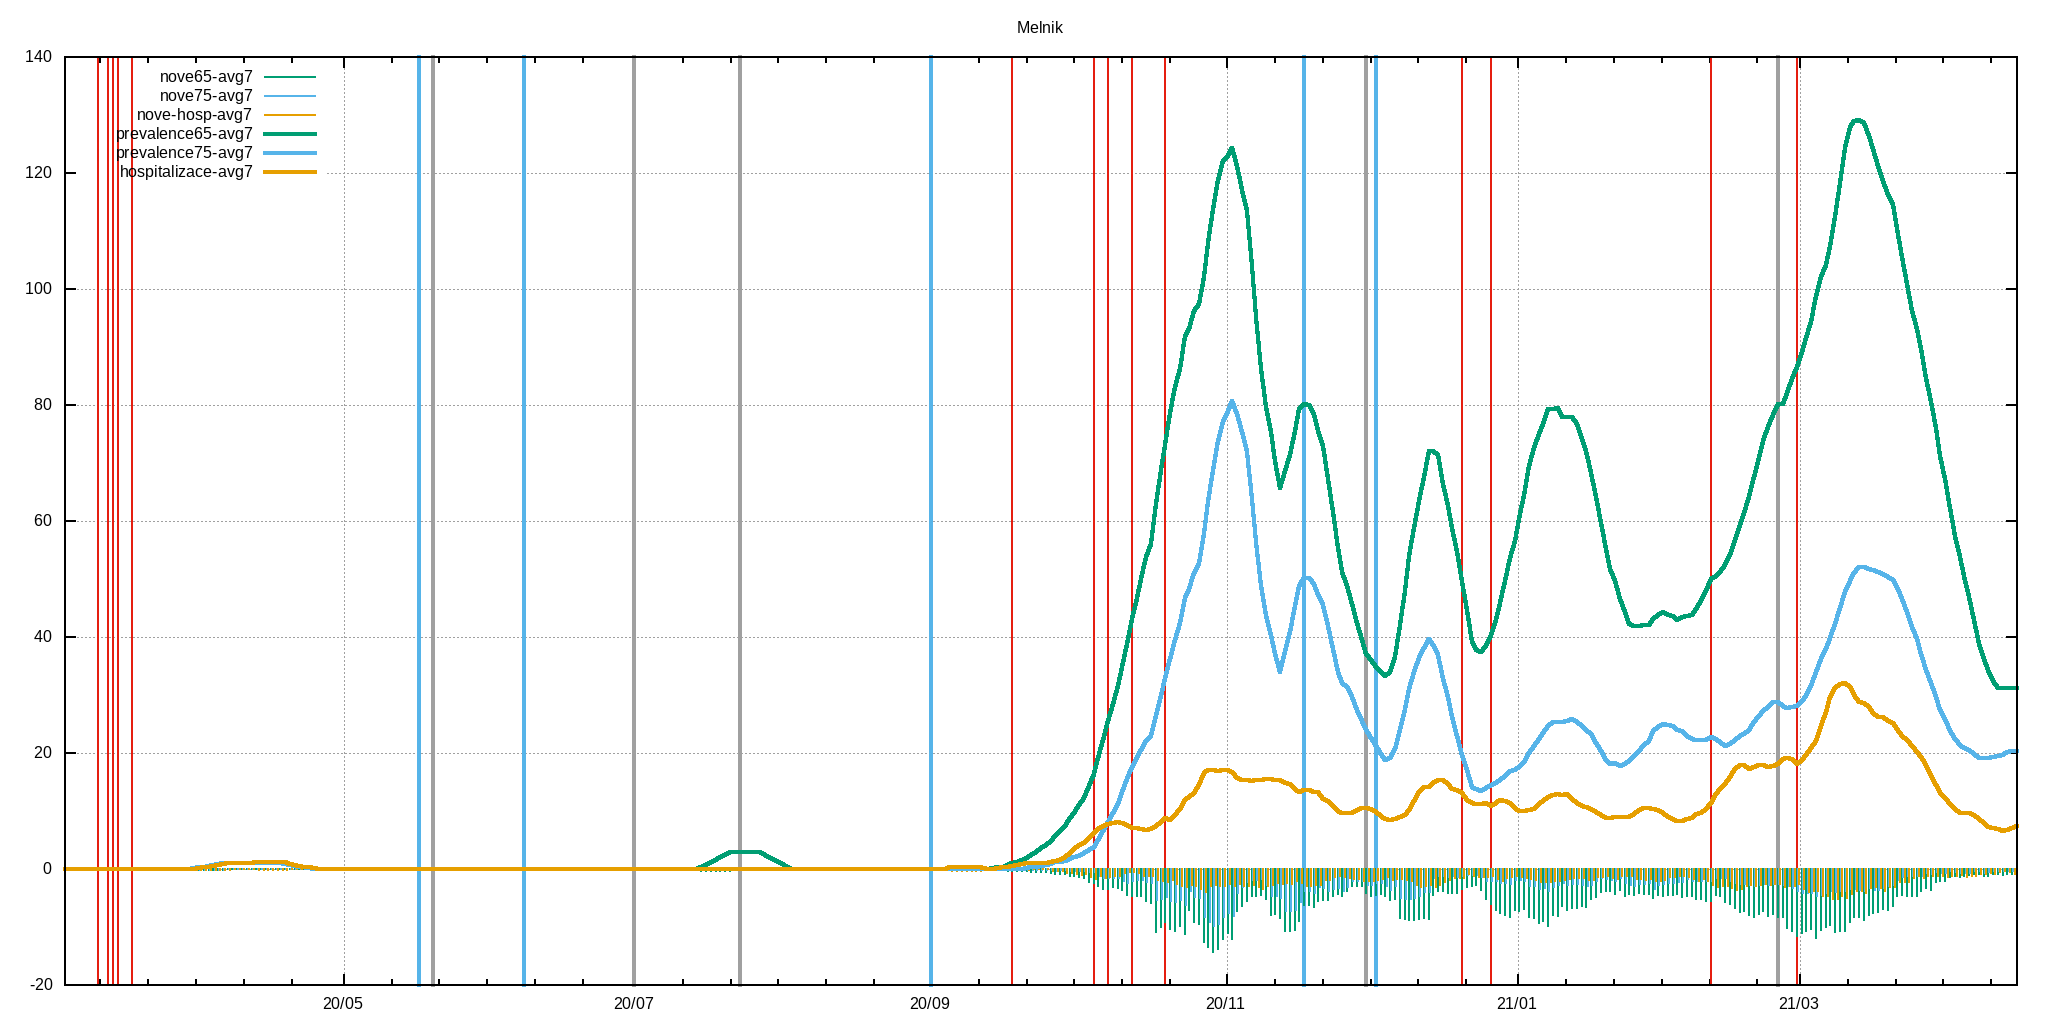 Melnik
140
120
100
80
60
40
20
0
-20
nove65-avg7
nove75-avg7
nove-hosp-avg7
prevalence65-avg7
prevalence75-avg7
hospitalizace-avg7
20/05
20/07
20/09
20/11
21/01
21/03